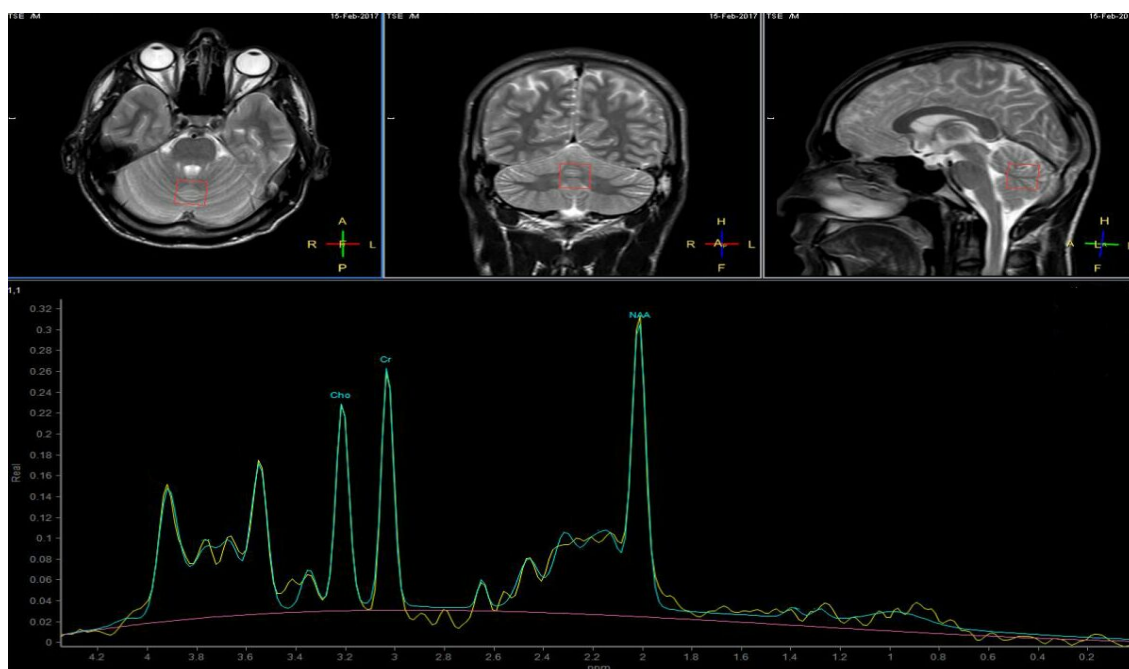 TSE /M 15-Feb-2017
TSE /M 15-Feb-2017
TSE /M 15-Feb-2017
A
R F L
P
H
R A L
F
H
A L
F
1,1
0.32
0.3
0.28
0.26
0.24
0.22
0.2
0.18
0.16
0.14
0.12
0.1
0.08
0.06
0.04
0.02
0
Real
Cho
Cr
NAA
4.2 4 3.8 3.6 3.4 3.2 3 2.8 2.6 2.4 2.2 2 1.8 1.6 1.4 1.2 1 0.8 0.6 0.4 0.2
ppm